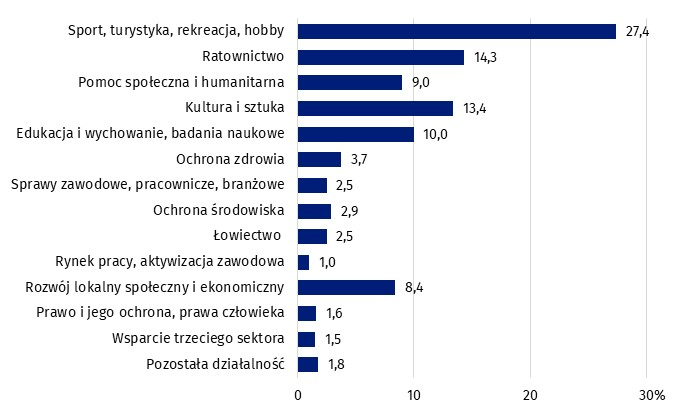 Sport, turystyka, rekreacja, hobby 27,4
Ratownictwo 14,3
Pomoc społeczna i humanitarna 9,0
Kultura i sztuka 13,4
Edukacja i wychowanie, badania naukowe 10,0
Ochrona zdrowia 3,7
Sprawy zawodowe, pracownicze, branżowe 2,5
Ochrona środowiska 2,9
Łowiectwo 2,5
Rynek pracy, aktywizacja zawodowa 1,0
Rozwój lokalny społeczny i ekonomiczny 8,4
Prawo i jego ochrona, prawa człowieka 1,6
Wsparcie trzeciego sektora 1,5
Pozostała działalność 1,8
0 10 20 30%